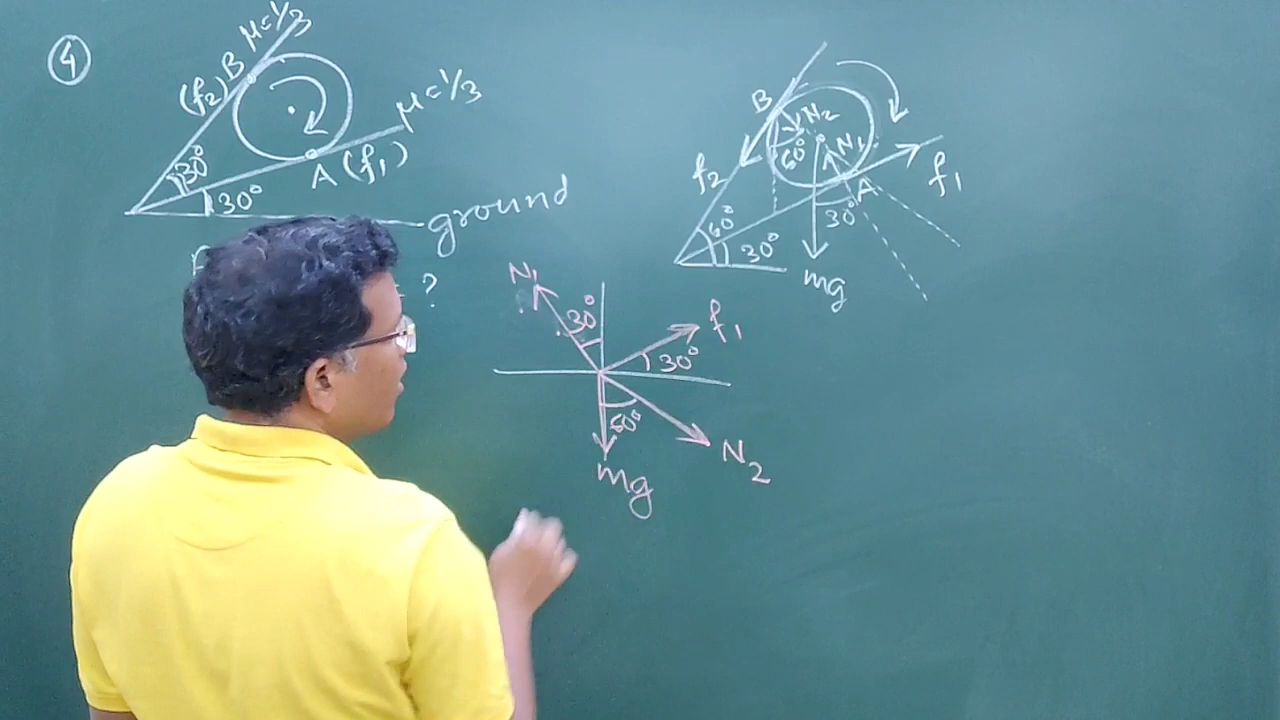 4
μ=1/3
(f2) B
μ=1/3
30°
A (f1)
30°
ground
?
B
N2
60°
N1
f2
A
f1
60°
30°
30°
mg
N1
30°
f1
30°
60°
N2
mg